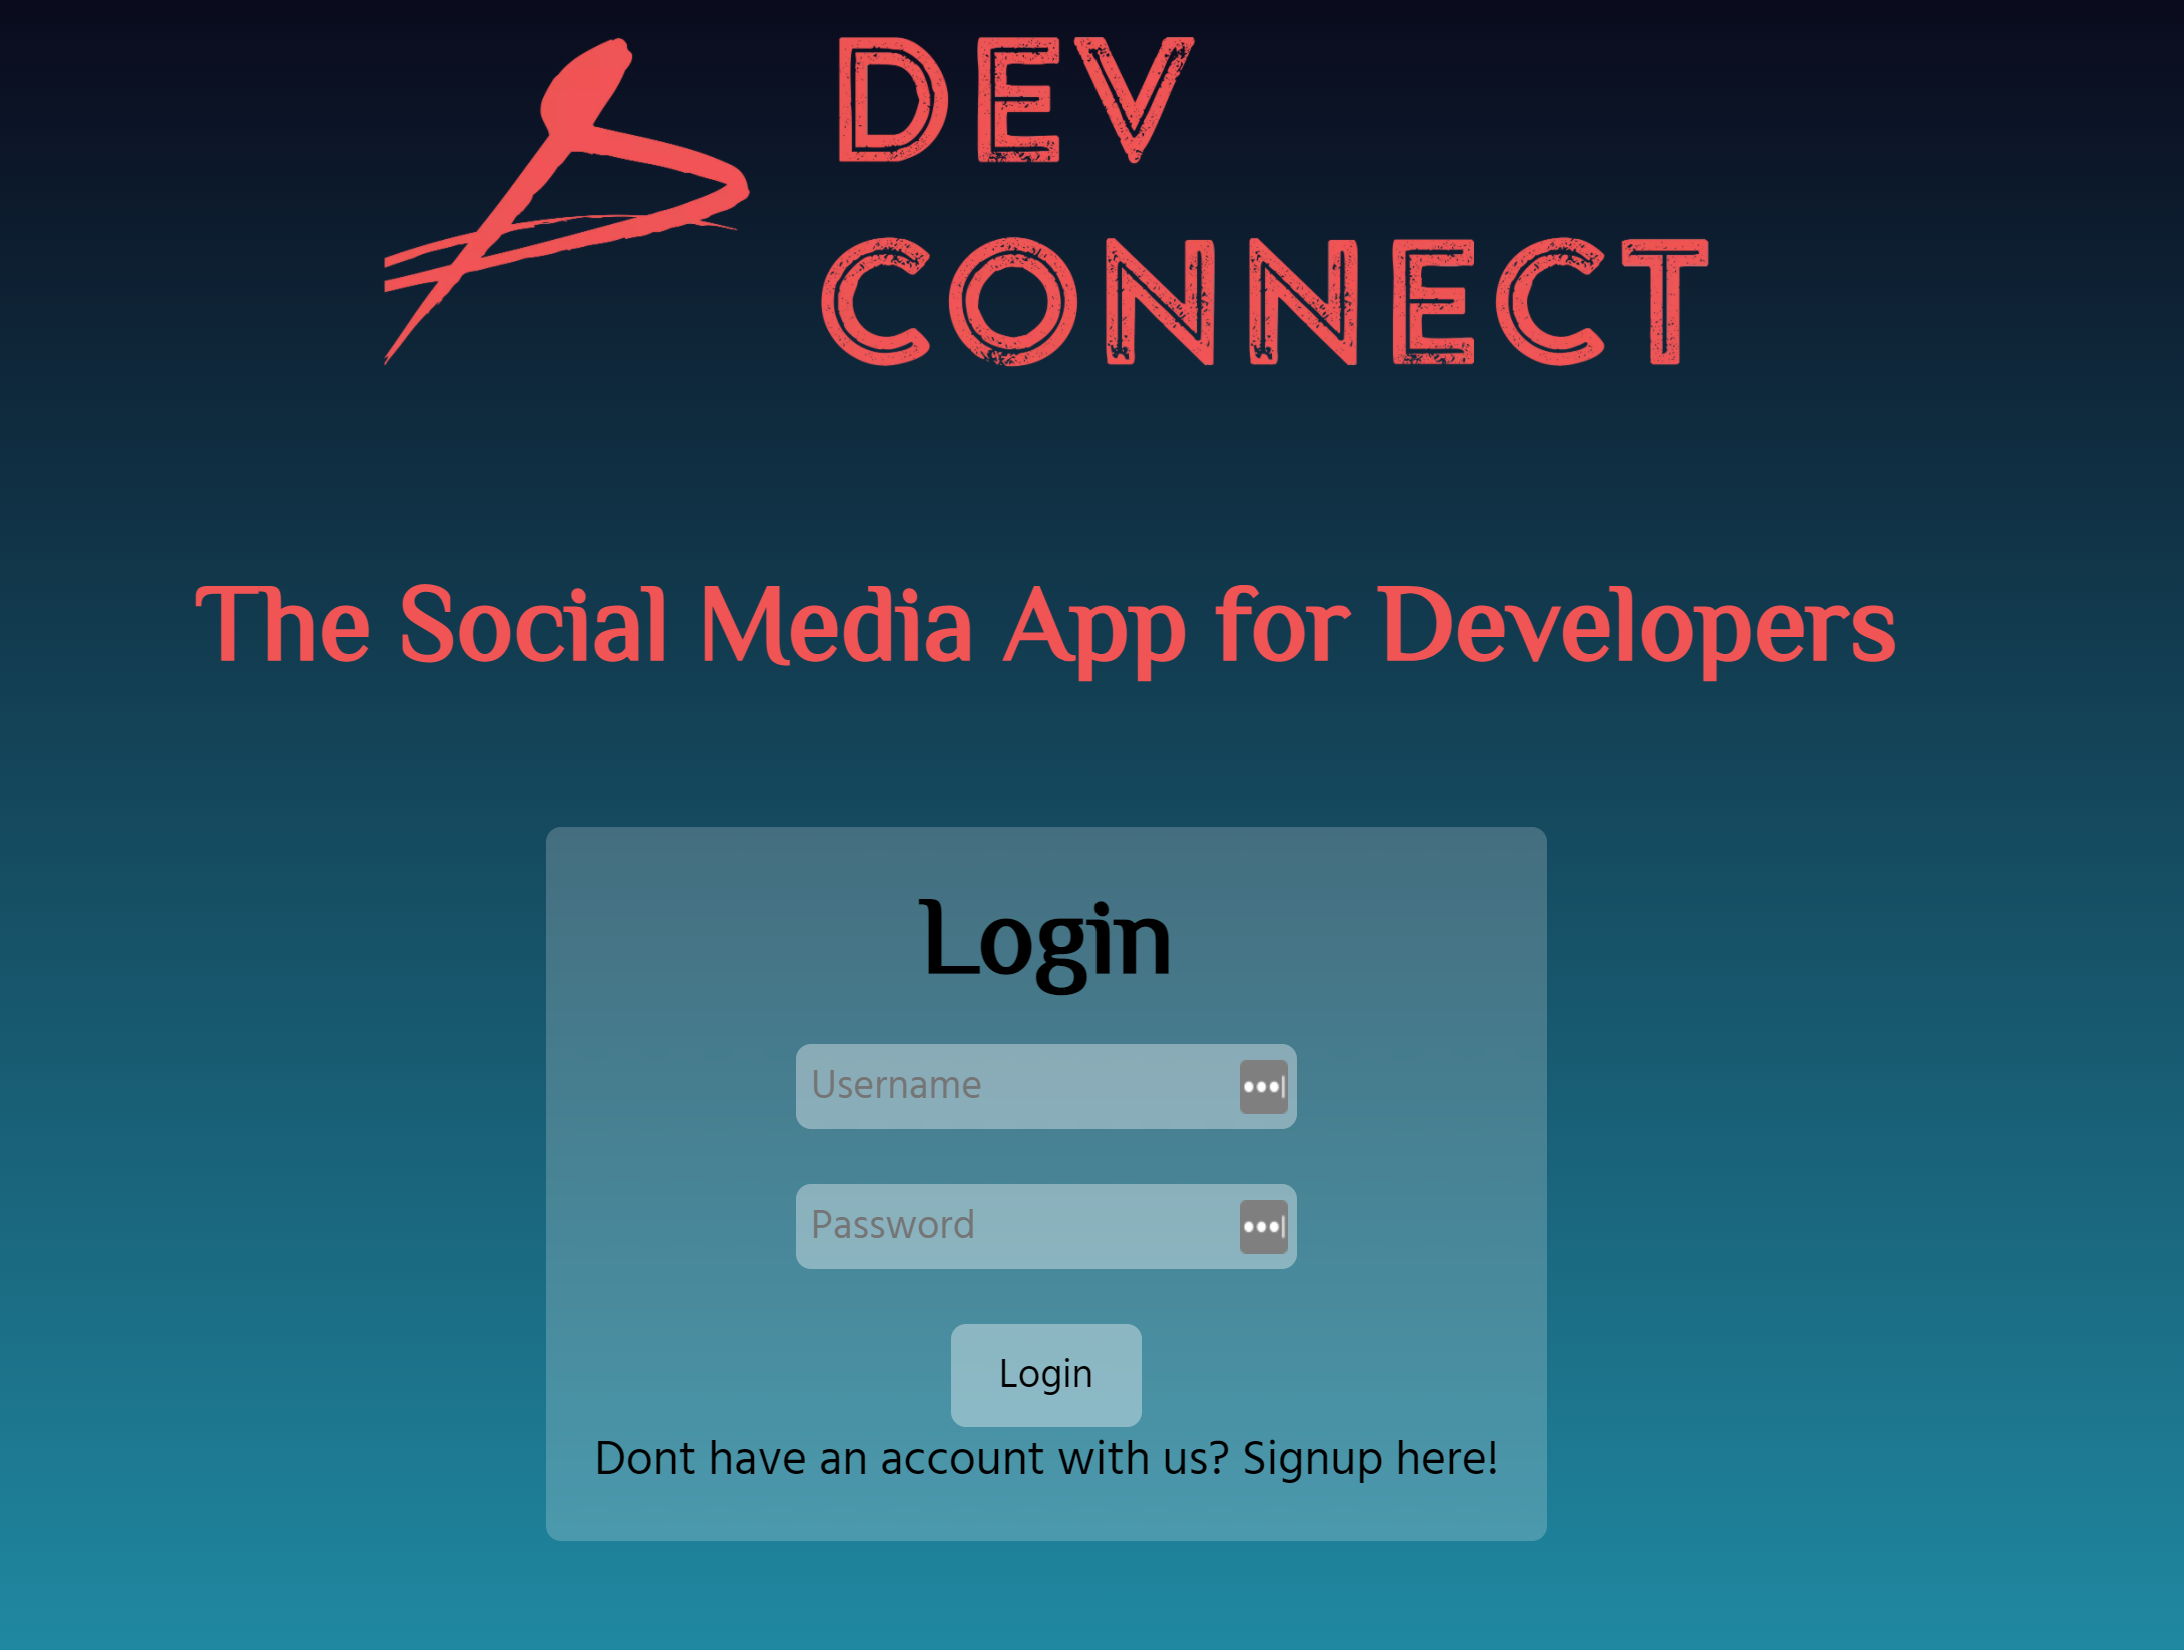 DEV
CONNECT
The Social Media App for Developers
Login
Username
Password
Login
Dont have an account with us? Signup here!